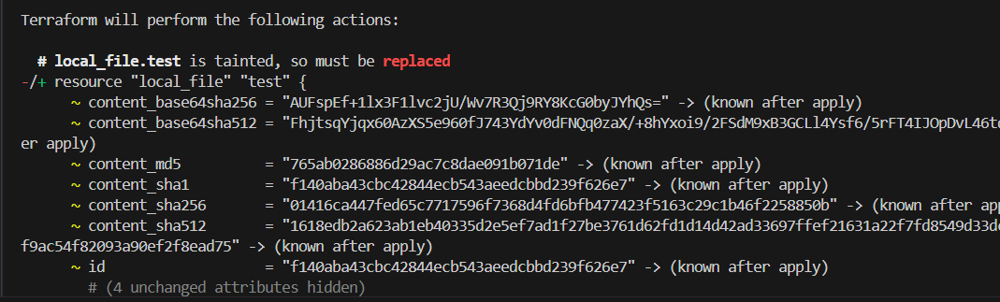 Terraform will perform the following actions:
# local_file.test is tainted, so must be replaced
-/+ resource "local_file" "test" {
~ content_base64sha256 = "AUFspEf+1lx3F1lvc2jU/Wv7R3Qj9RY8KcG0byJYhQs=" -> (known after apply)
~ content_base64sha512 = "FhjtsqYjqx60AzXS5e960fJ743YdYv0dFNQq0zaX/+8hYxoi9/2FSdM9xB3GCLl4Ysf6/5rFT4IJOpDvL46to
er apply)
~ content_md5 = "765ab0286886d29ac7c8dae091b071de" -> (known after apply)
~ content_sha1 = "f140aba43cbc42844ecb543aeedcbbd239f626e7" -> (known after apply)
~ content_sha256 = "01416ca447fed65c7717596f7368d4fd6bfb477423f5163c29c1b46f2258850b" -> (known after app
~ content_sha512 = "1618edb2a623ab1eb40335d2e5ef7ad1f27be3761d62fd1d14d42ad33697ffef21631a22f7fd8549d33dc
f9ac54f82093a90ef2f8ead75" -> (known after apply)
~ id = "f140aba43cbc42844ecb543aeedcbbd239f626e7" -> (known after apply)
# (4 unchanged attributes hidden)